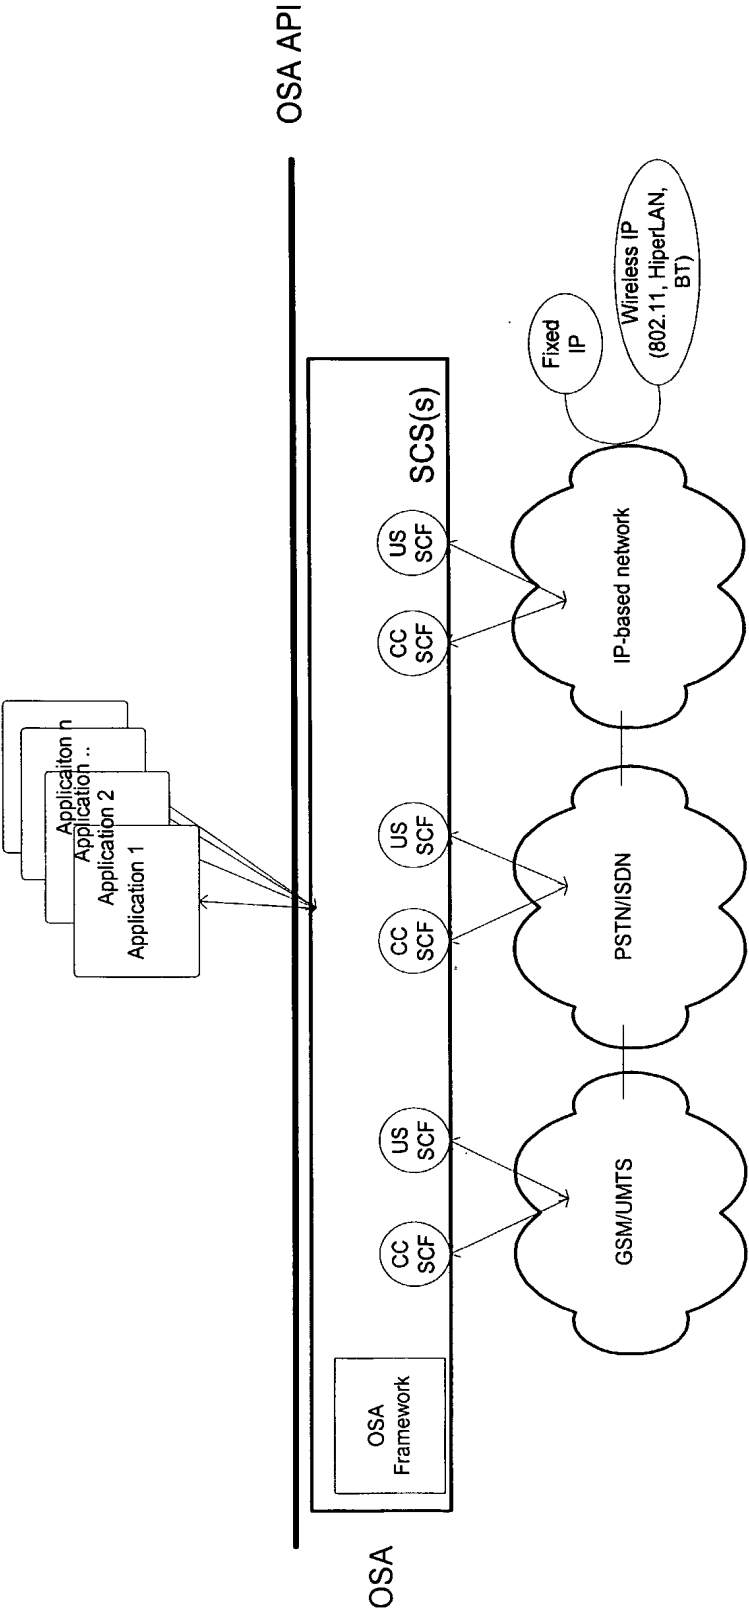 Applicaiton n
Application ..
Application 2
Application 1
OSA API
OSA
OSA
Framework
CC
SCF
US
SCF
CC
SCF
US
SCF
CC
SCF
US
SCF
SCS(s)
GSM/UMTS
PSTN/ISDN
IP-based network
Fixed
IP
Wireless IP
(802.11, HiperLAN,
BT)